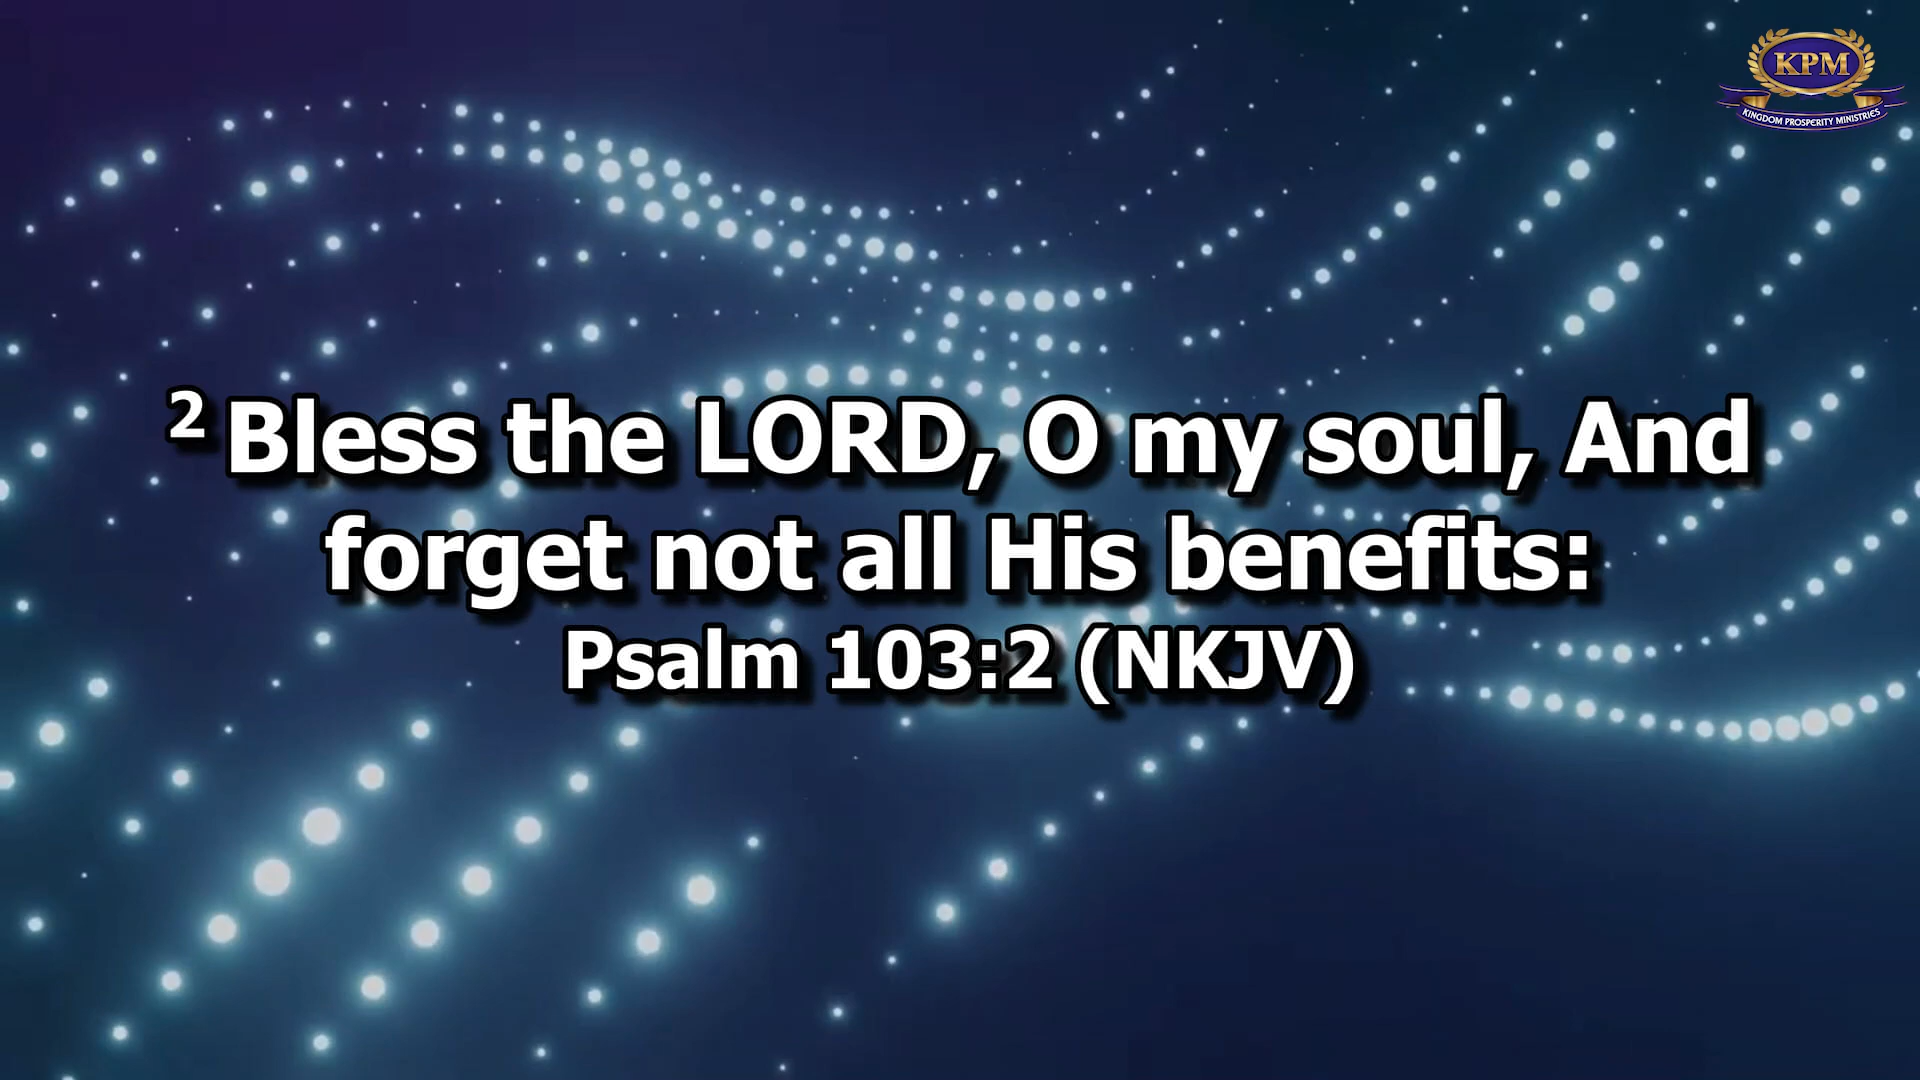 KPM
KINGDOM PROSPERITY MINISTRIES
2 Bless the LORD, O my soul, And
forget not all His benefits:
Psalm 103:2 (NKJV)